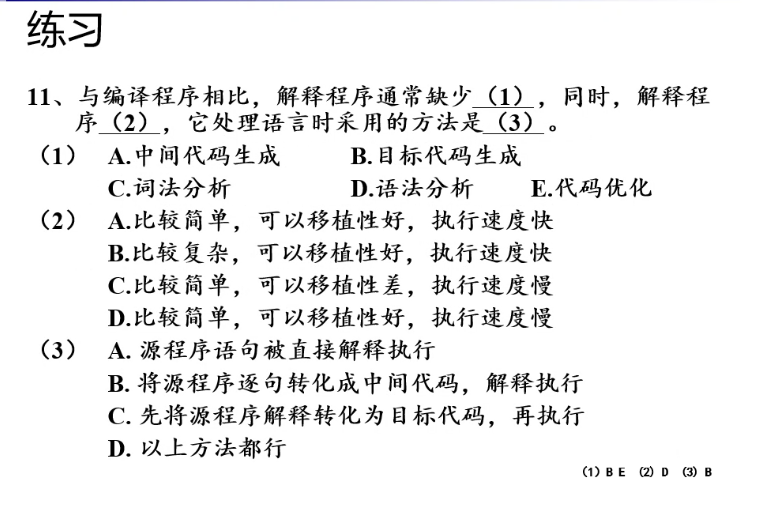 练习
11、与编译程序相比，解释程序通常缺少（1），同时，解释程
序（2），它处理语言时采用的方法是（3）。
（1） A.中间代码生成 B.目标代码生成
C.词法分析 D.语法分析 E.代码优化
（2） A.比较简单，可以移植性好，执行速度快
B.比较复杂，可以移植性好，执行速度快
C.比较简单，可以移植性差，执行速度慢
D.比较简单，可以移植性好，执行速度慢
（3） A. 源程序语句被直接解释执行
B. 将源程序逐句转化成中间代码，解释执行
C. 先将源程序解释转化为目标代码，再执行
D. 以上方法都行
（1）B E （2）D （3）B